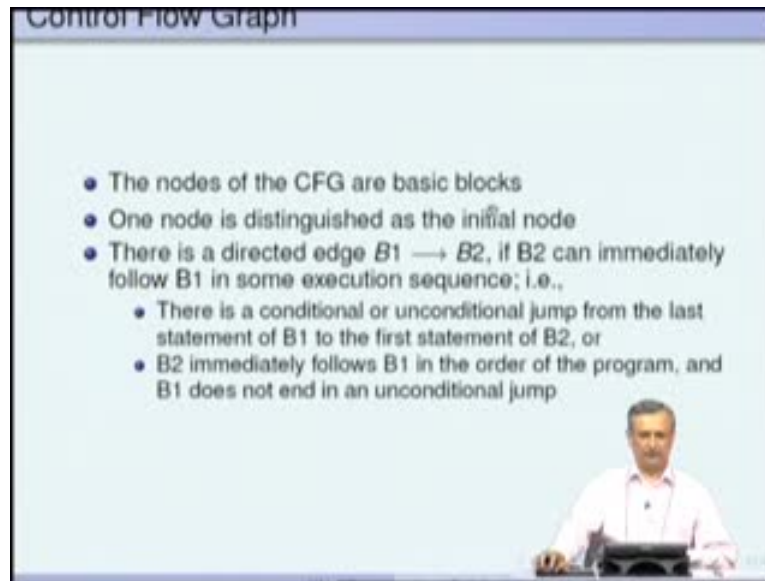 Control Flow Graph
The nodes of the CFG are basic blocks
One node is distinguished as the initial node
There is a directed edge B1 ⟶ B2, if B2 can immediately
follow B1 in some execution sequence; i.e.,
There is a conditional or unconditional jump from the last
statement of B1 to the first statement of B2, or
B2 immediately follows B1 in the order of the program, and
B1 does not end in an unconditional jump